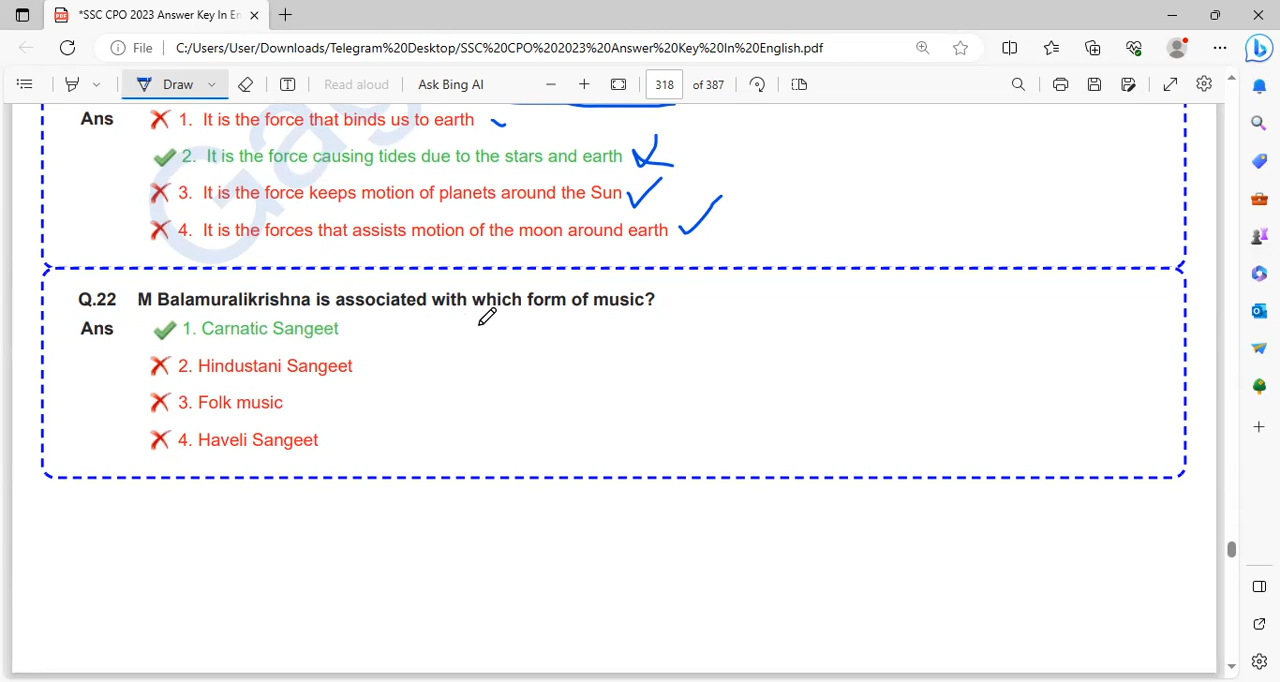 *SSC CPO 2023 Answer Key In En
File C:/Users/User/Downloads/Telegram%20Desktop/SSC%20CPO%202023%20Answer%20Key%20In%20English.pdf
Draw Read aloud Ask Bing AI 318 of 387
Ans 1. It is the force that binds us to earth
2. It is the force causing tides due to the stars and earth
3. It is the force keeps motion of planets around the Sun
4. It is the forces that assists motion of the moon around earth
Q.22 M Balamuralikrishna is associated with which form of music?
Ans 1. Carnatic Sangeet
2. Hindustani Sangeet
3. Folk music
4. Haveli Sangeet